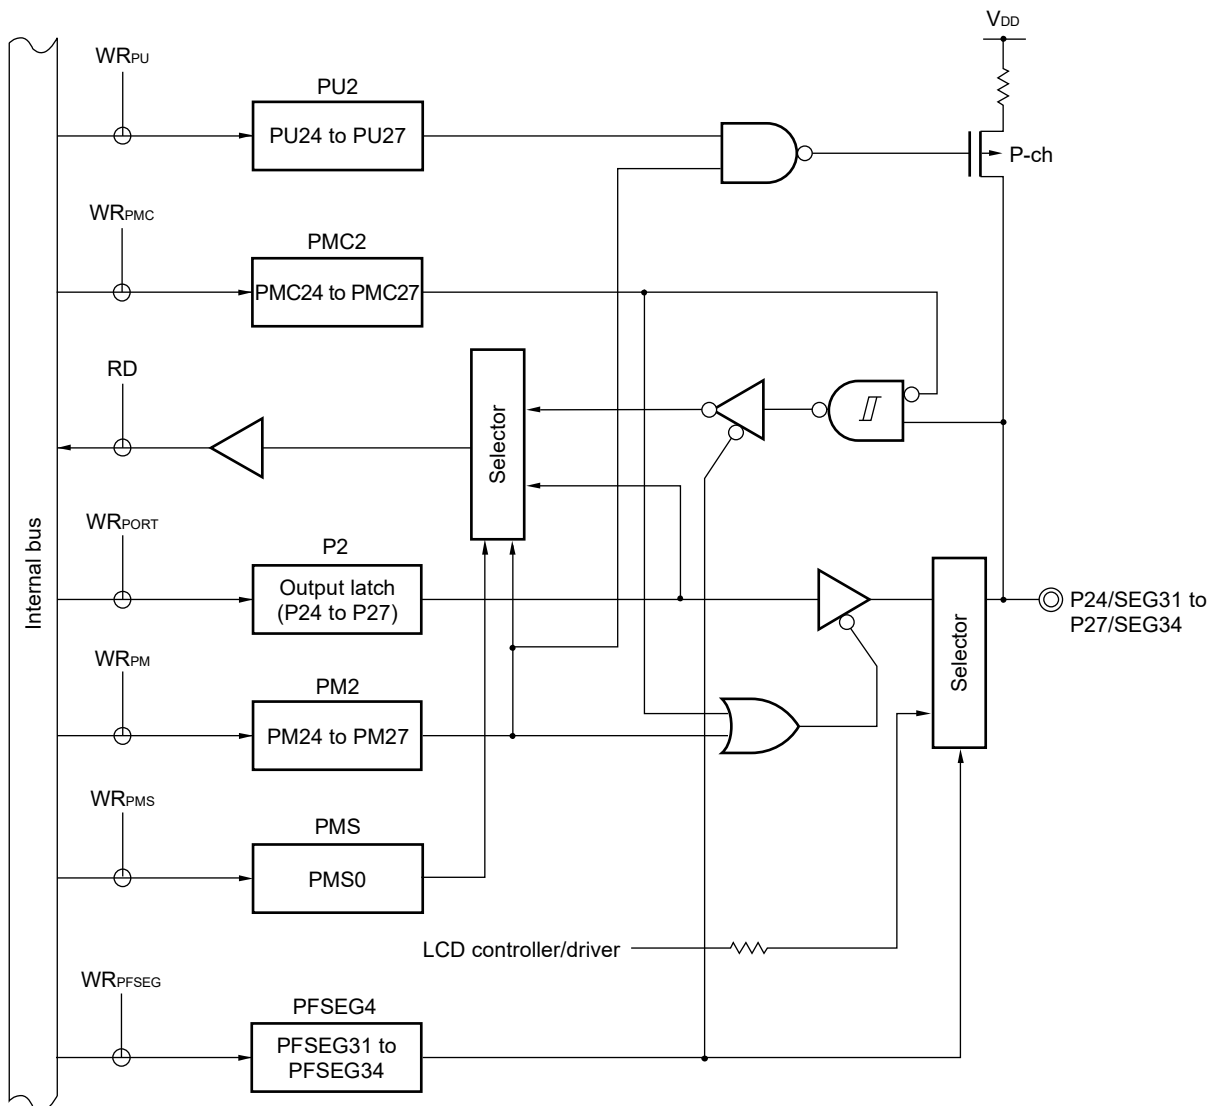 VDD
WRPU
PU2
PU24 to PU27
P-ch
WRPMC
PMC2
PMC24 to PMC27
RD
Selector
WRPORT
P2
Output latch
(P24 to P27)
Internal bus
P24/SEG31 to
P27/SEG34
Selector
WRPM
PM2
PM24 to PM27
WRPMS
PMS
PMS0
LCD controller/driver
WRPFSEG
PFSEG4
PFSEG31 to
PFSEG34